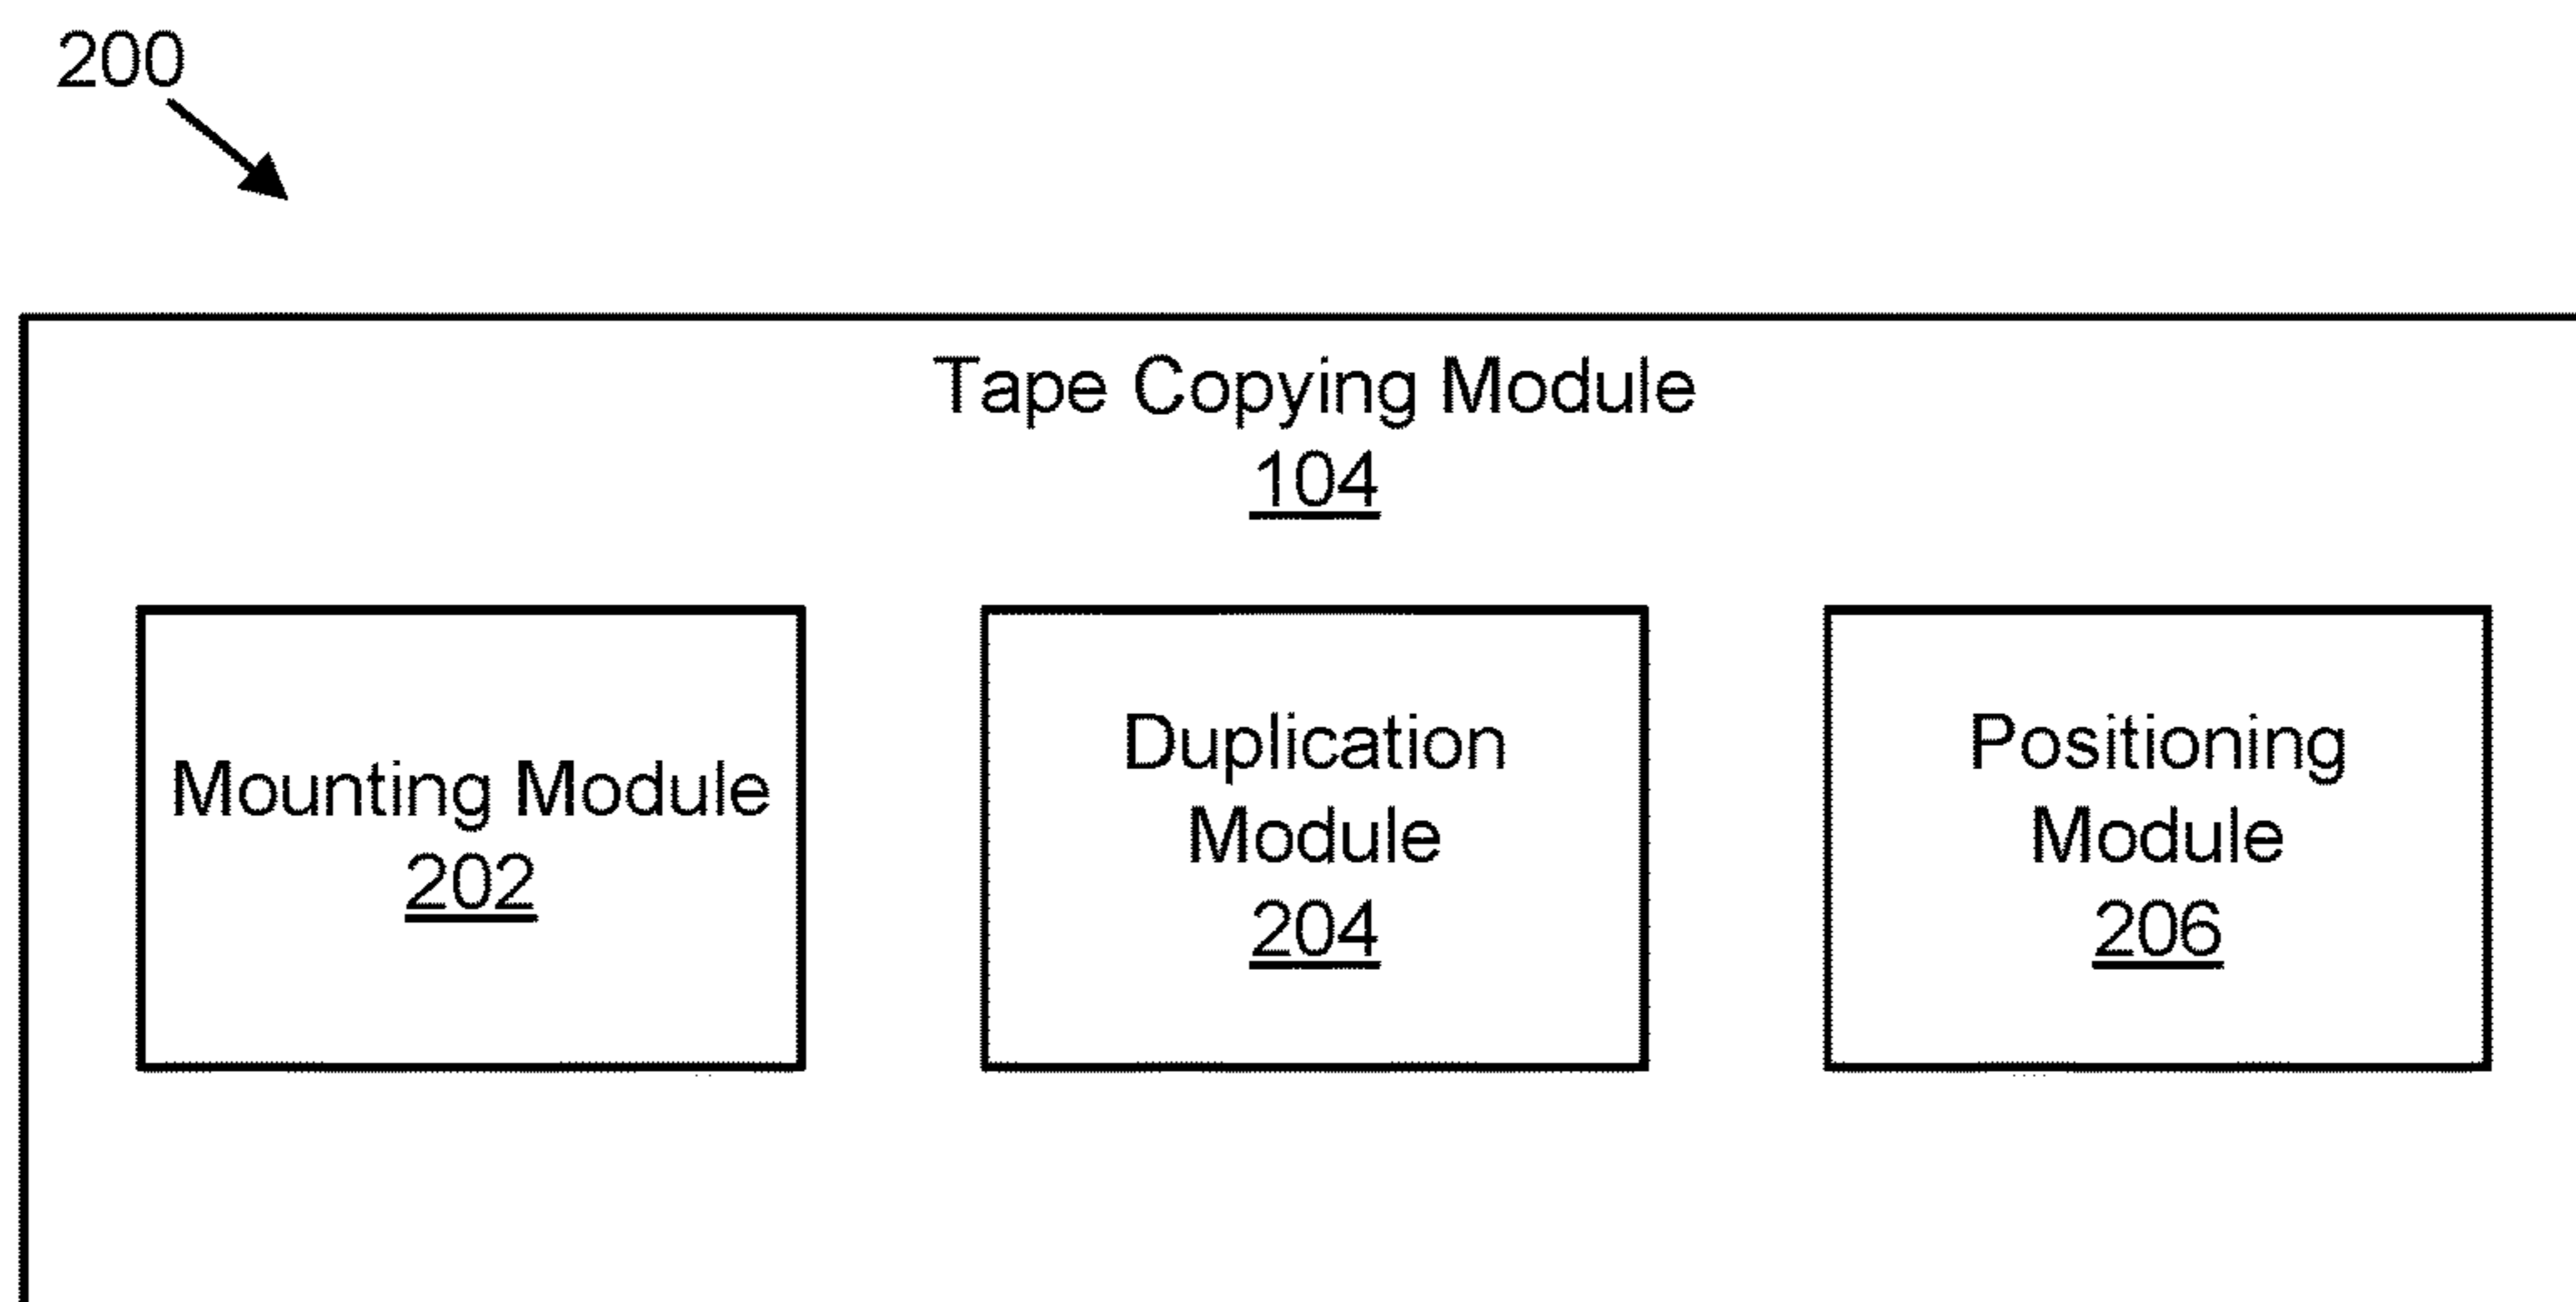 200
Tape Copying Module
104
Mounting Module
202
Duplication
Module
204
Positioning
Module
206